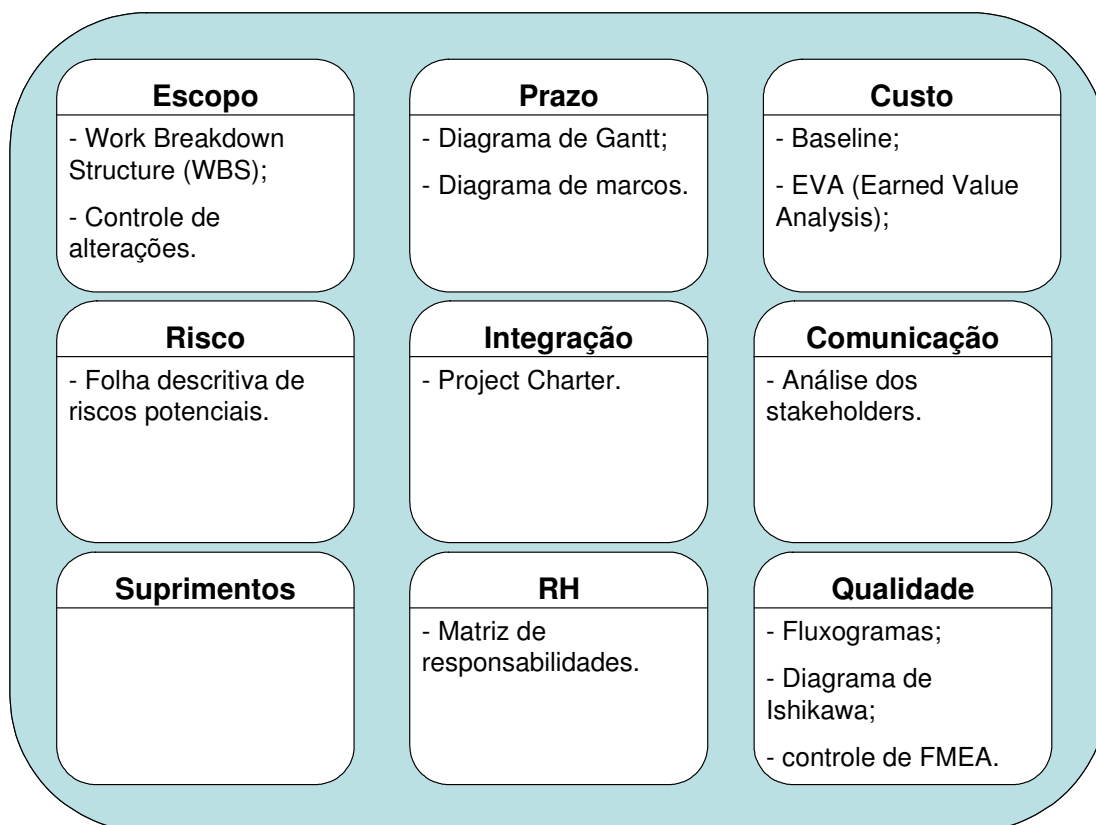 Escopo
- Work Breakdown
Structure (WBS);
- Controle de
alterações.
Prazo
- Diagrama de Gantt;
- Diagrama de marcos.
Custo
- Baseline;
- EVA (Earned Value
Analysis);
Risco
- Folha descritiva de
riscos potenciais.
Integração
- Project Charter.
Comunicação
- Análise dos
stakeholders.
Suprimentos
RH
- Matriz de
responsabilidades.
Qualidade
- Fluxogramas;
- Diagrama de
Ishikawa;
- controle de FMEA.